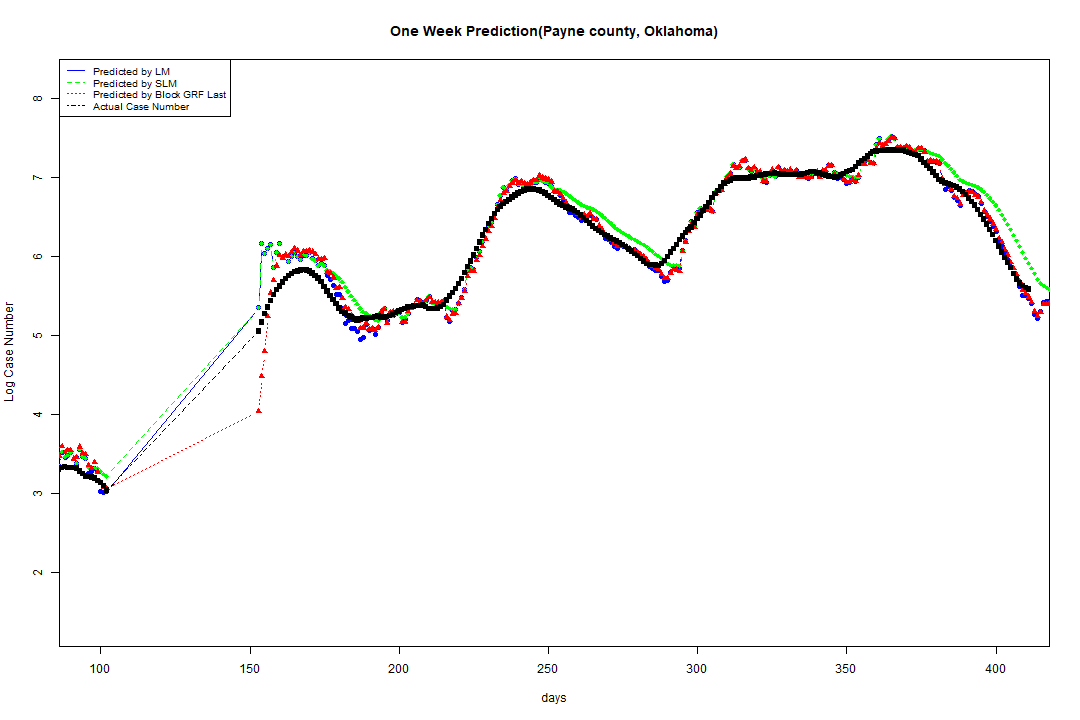 One Week Prediction(Payne county, Oklahoma)
Predicted by LM
Predicted by SLM
Predicted by Block GRF Last
Actual Case Number
8
7
6
5
4
3
2
Log Case Number
100 150 200 250 300 350 400
days